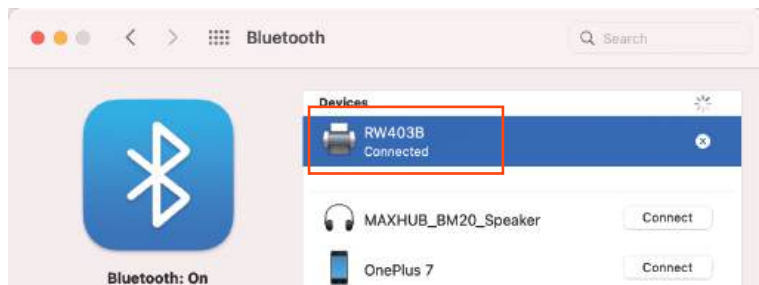 Bluetooth
Search
Devices
RW403B
Connected
MAXHUB_BM20_Speaker
Connect
OnePlus 7
Connect
Bluetooth: On